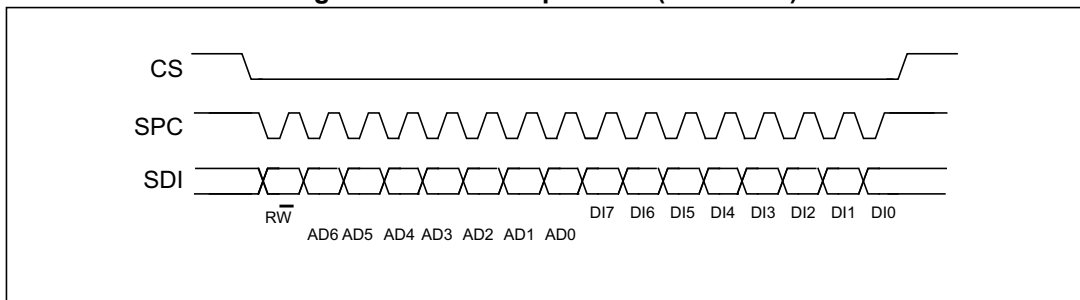 CS
SPC
SDI
RW̅
DI7 DI6 DI5 DI4 DI3 DI2 DI1 DI0
AD6 AD5 AD4 AD3 AD2 AD1 AD0